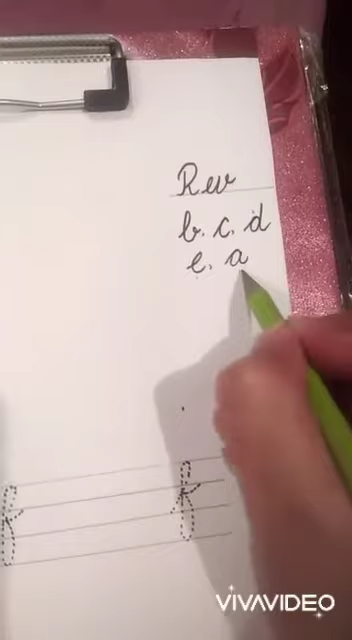 Rev
b. c. d
e. a
f f
VIVAVIDEO